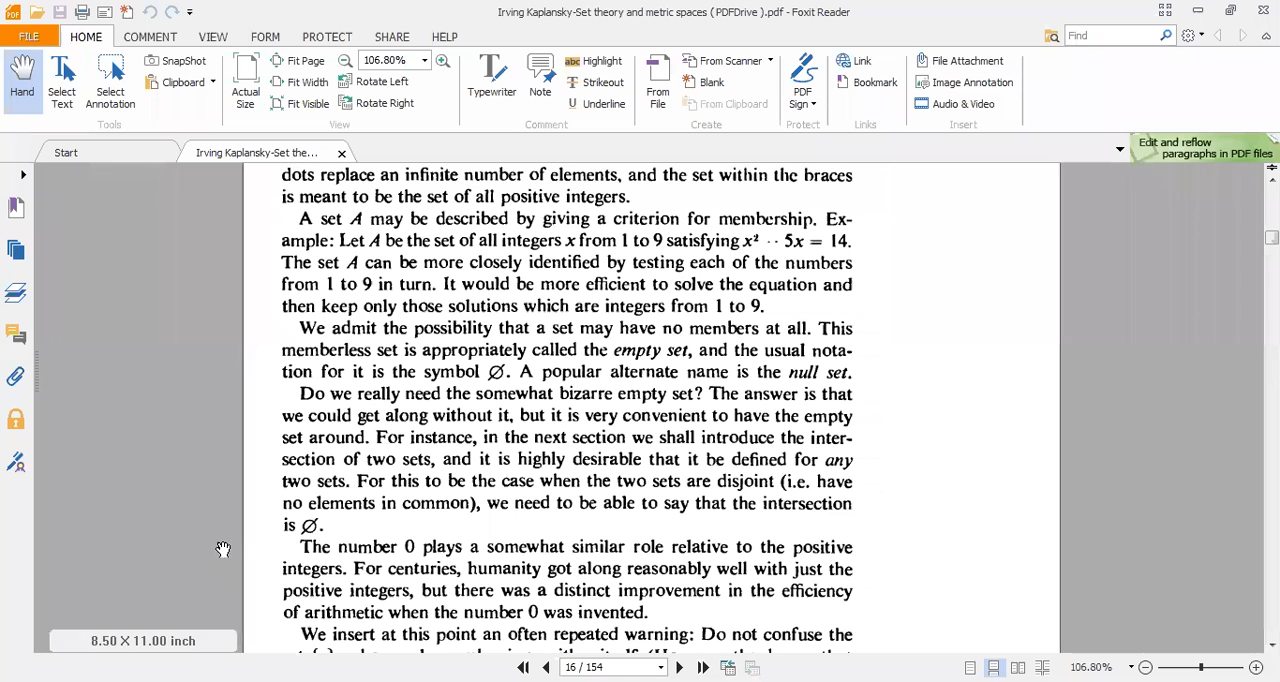 Irving Kaplansky-Set theory and metric spaces ( PDFDrive ).pdf - Foxit Reader
FILE HOME COMMENT VIEW FORM PROTECT SHARE HELP
Find
Hand
Select Text
Select Annotation
SnapShot
Clipboard
Tools
Actual Size
Fit Page
Fit Width
Fit Visible
106.80%
Rotate Left
Rotate Right
View
Typewriter
Note
Highlight
Strikeout
Underline
Comment
From File
From Scanner
Blank
From Clipboard
Create
PDF Sign
Protect
Link
Bookmark
Links
File Attachment
Image Annotation
Audio & Video
Insert
Start
Irving Kaplansky-Set the...
Edit and reflow
paragraphs in PDF files
dots replace an infinite number of elements, and the set within the braces
is meant to be the set of all positive integers.
A set A may be described by giving a criterion for membership. Ex-
ample: Let A be the set of all integers x from 1 to 9 satisfying x² - 5x = 14.
The set A can be more closely identified by testing each of the numbers
from 1 to 9 in turn. It would be more efficient to solve the equation and
then keep only those solutions which are integers from 1 to 9.
We admit the possibility that a set may have no members at all. This
memberless set is appropriately called the empty set, and the usual nota-
tion for it is the symbol ∅. A popular alternate name is the null set.
Do we really need the somewhat bizarre empty set? The answer is that
we could get along without it, but it is very convenient to have the empty
set around. For instance, in the next section we shall introduce the inter-
section of two sets, and it is highly desirable that it be defined for any
two sets. For this to be the case when the two sets are disjoint (i.e. have
no elements in common), we need to be able to say that the intersection
is ∅.
The number 0 plays a somewhat similar role relative to the positive
integers. For centuries, humanity got along reasonably well with just the
positive integers, but there was a distinct improvement in the efficiency
of arithmetic when the number 0 was invented.
We insert at this point an often repeated warning: Do not confuse the
8.50 X 11.00 inch
16 / 154
106.80%